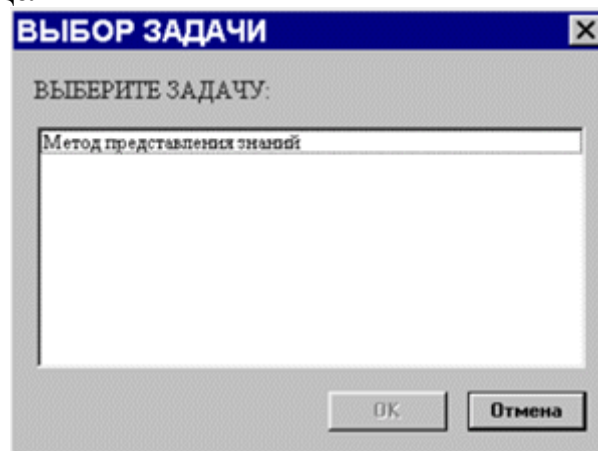 ВЫБОР ЗАДАЧИ
ВЫБЕРИТЕ ЗАДАЧУ:
Метод представления знаний
OK
Отмена